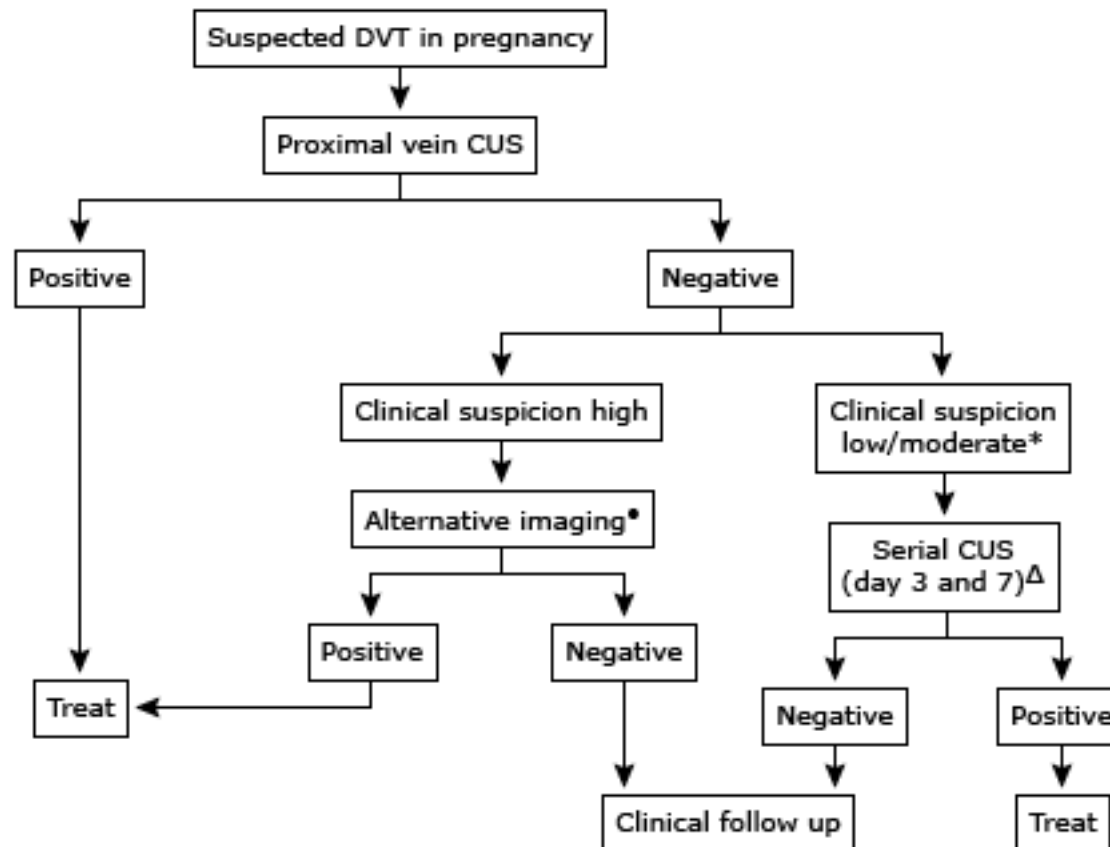 Suspected DVT in pregnancy
Proximal vein CUS
Positive
Negative
Clinical suspicion high
Clinical suspicion
low/moderate*
Alternative imaging•
Serial CUS
(day 3 and 7)Δ
Positive
Negative
Treat
Negative
Positive
Clinical follow up
Treat